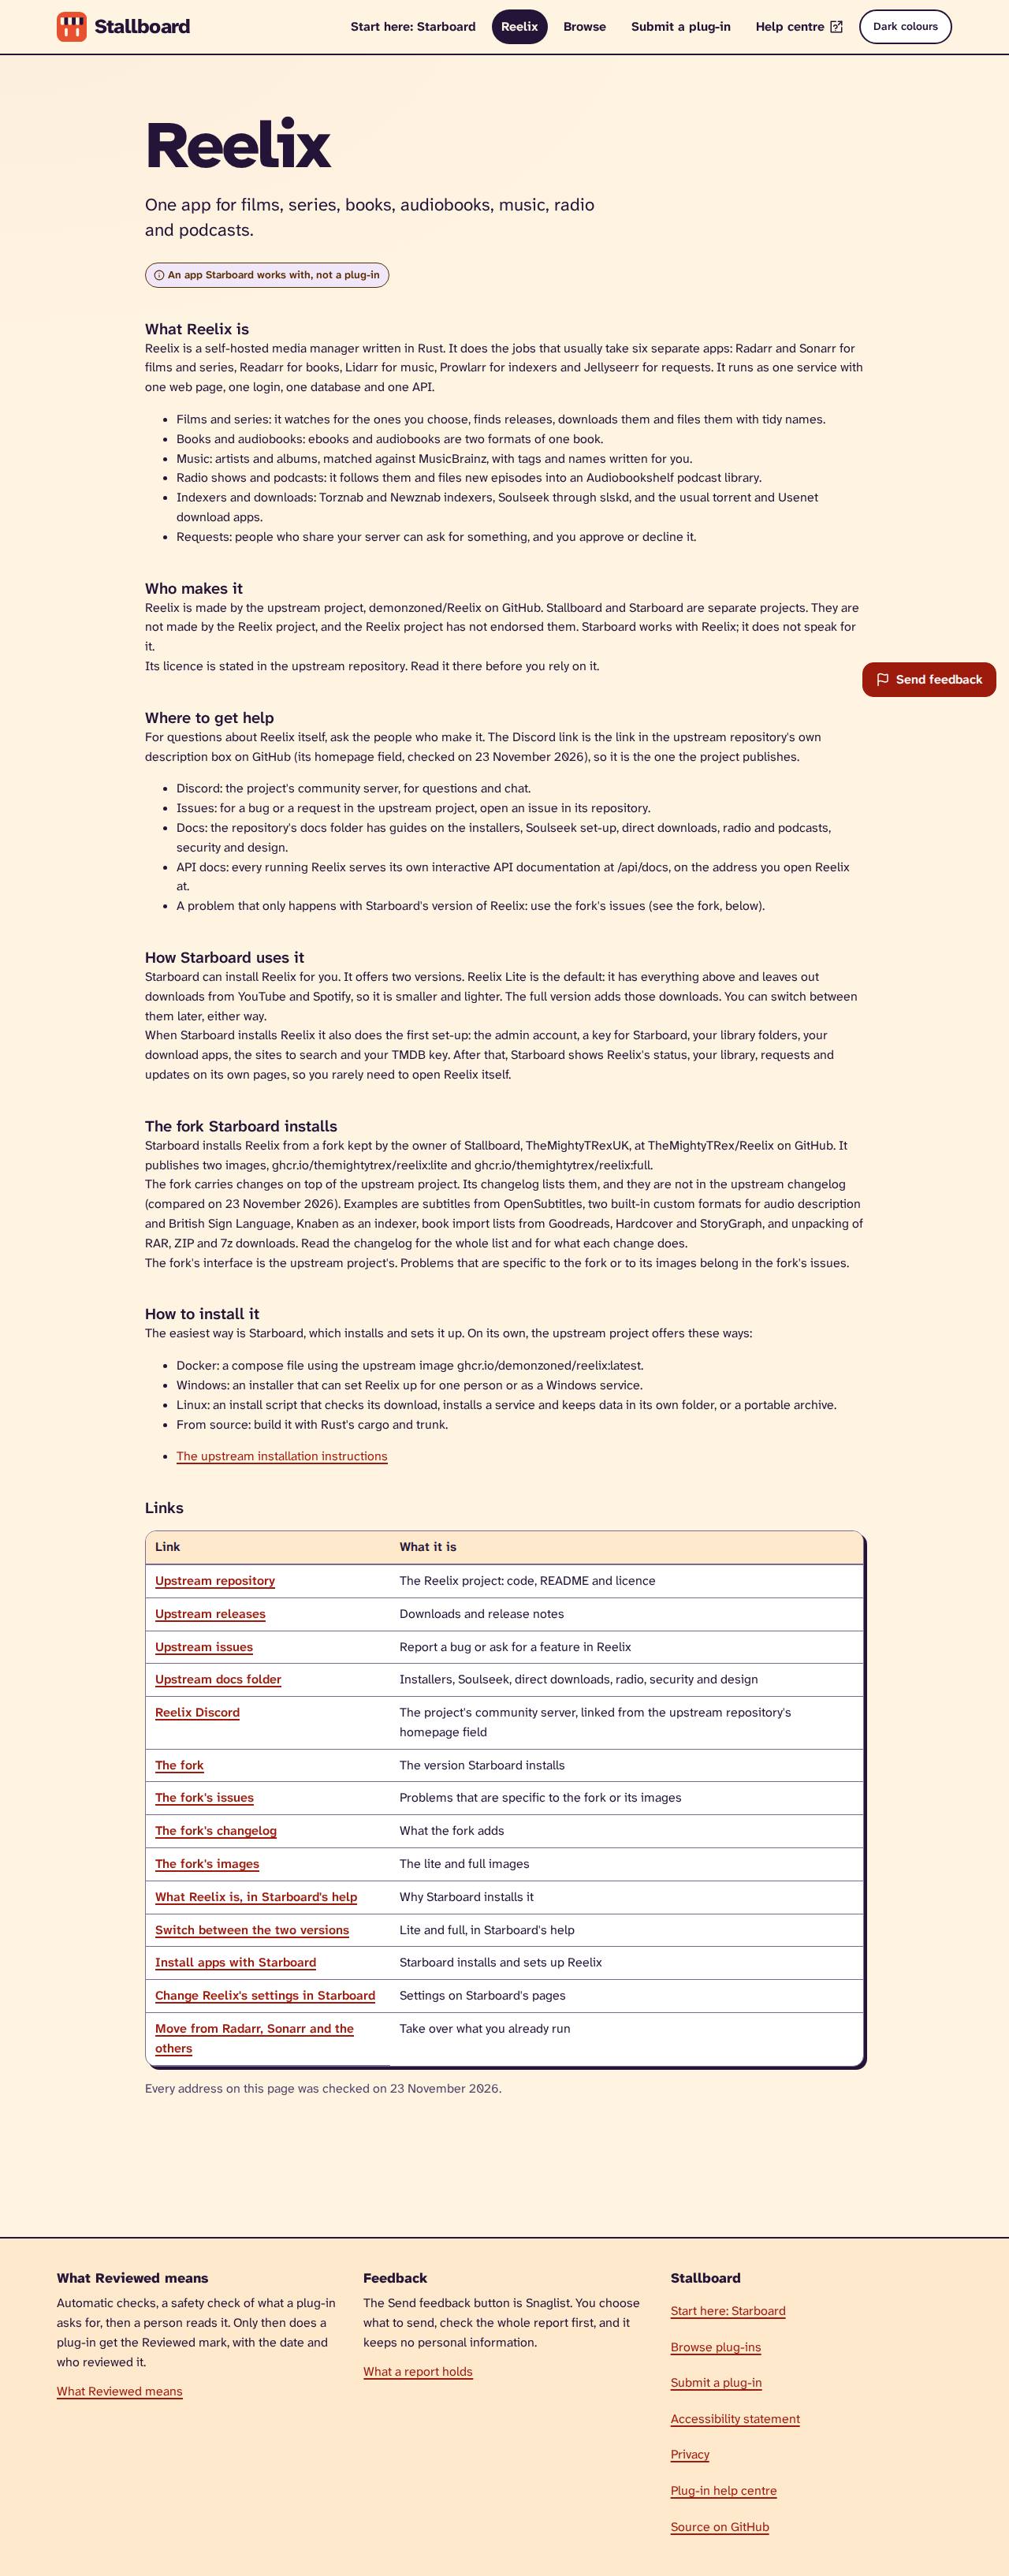 Stallboard
Start here: Starboard
Reelix
Browse
Submit a plug-in
Help centre
Dark colours
Reelix
One app for films, series, books, audiobooks, music, radio
and podcasts.
An app Starboard works with, not a plug-in
What Reelix is
Reelix is a self-hosted media manager written in Rust. It does the jobs that usually take six separate apps: Radarr and Sonarr for
films and series, Readarr for books, Lidarr for music, Prowlarr for indexers and Jellyseerr for requests. It runs as one service with
one web page, one login, one database and one API.
• Films and series: it watches for the ones you choose, finds releases, downloads them and files them with tidy names.
• Books and audiobooks: ebooks and audiobooks are two formats of one book.
• Music: artists and albums, matched against MusicBrainz, with tags and names written for you.
• Radio shows and podcasts: it follows them and files new episodes into an Audiobookshelf podcast library.
• Indexers and downloads: Torznab and Newznab indexers, Soulseek through slskd, and the usual torrent and Usenet
download apps.
• Requests: people who share your server can ask for something, and you approve or decline it.
Who makes it
Reelix is made by the upstream project, demonzoned/Reelix on GitHub. Stallboard and Starboard are separate projects. They are
not made by the Reelix project, and the Reelix project has not endorsed them. Starboard works with Reelix; it does not speak for
it.
Its licence is stated in the upstream repository. Read it there before you rely on it.
Send feedback
Where to get help
For questions about Reelix itself, ask the people who make it. The Discord link is the link in the upstream repository's own
description box on GitHub (its homepage field, checked on 23 November 2026), so it is the one the project publishes.
• Discord: the project's community server, for questions and chat.
• Issues: for a bug or a request in the upstream project, open an issue in its repository.
• Docs: the repository's docs folder has guides on the installers, Soulseek set-up, direct downloads, radio and podcasts,
security and design.
• API docs: every running Reelix serves its own interactive API documentation at /api/docs, on the address you open Reelix
at.
• A problem that only happens with Starboard's version of Reelix: use the fork's issues (see the fork, below).
How Starboard uses it
Starboard can install Reelix for you. It offers two versions. Reelix Lite is the default: it has everything above and leaves out
downloads from YouTube and Spotify, so it is smaller and lighter. The full version adds those downloads. You can switch between
them later, either way.
When Starboard installs Reelix it also does the first set-up: the admin account, a key for Starboard, your library folders, your
download apps, the sites to search and your TMDB key. After that, Starboard shows Reelix's status, your library, requests and
updates on its own pages, so you rarely need to open Reelix itself.
The fork Starboard installs
Starboard installs Reelix from a fork kept by the owner of Stallboard, TheMightyTRexUK, at TheMightyTRex/Reelix on GitHub. It
publishes two images, ghcr.io/themightytrex/reelix:lite and ghcr.io/themightytrex/reelix:full.
The fork carries changes on top of the upstream project. Its changelog lists them, and they are not in the upstream changelog
(compared on 23 November 2026). Examples are subtitles from OpenSubtitles, two built-in custom formats for audio description
and British Sign Language, Knaben as an indexer, book import lists from Goodreads, Hardcover and StoryGraph, and unpacking of
RAR, ZIP and 7z downloads. Read the changelog for the whole list and for what each change does.
The fork's interface is the upstream project's. Problems that are specific to the fork or to its images belong in the fork's issues.
How to install it
The easiest way is Starboard, which installs and sets it up. On its own, the upstream project offers these ways:
• Docker: a compose file using the upstream image ghcr.io/demonzoned/reelix:latest.
• Windows: an installer that can set Reelix up for one person or as a Windows service.
• Linux: an install script that checks its download, installs a service and keeps data in its own folder, or a portable archive.
• From source: build it with Rust's cargo and trunk.
• The upstream installation instructions
Links
Link What it is
Upstream repository The Reelix project: code, README and licence
Upstream releases Downloads and release notes
Upstream issues Report a bug or ask for a feature in Reelix
Upstream docs folder Installers, Soulseek, direct downloads, radio, security and design
Reelix Discord The project's community server, linked from the upstream repository's
homepage field
The fork The version Starboard installs
The fork's issues Problems that are specific to the fork or its images
The fork's changelog What the fork adds
The fork's images The lite and full images
What Reelix is, in Starboard's help Why Starboard installs it
Switch between the two versions Lite and full, in Starboard's help
Install apps with Starboard Starboard installs and sets up Reelix
Change Reelix's settings in Starboard Settings on Starboard's pages
Move from Radarr, Sonarr and the Take over what you already run
others
Every address on this page was checked on 23 November 2026.
What Reviewed means
Automatic checks, a safety check of what a plug-in
asks for, then a person reads it. Only then does a
plug-in get the Reviewed mark, with the date and
who reviewed it.
What Reviewed means
Feedback
The Send feedback button is Snaglist. You choose
what to send, check the whole report first, and it
keeps no personal information.
What a report holds
Stallboard
Start here: Starboard
Browse plug-ins
Submit a plug-in
Accessibility statement
Privacy
Plug-in help centre
Source on GitHub